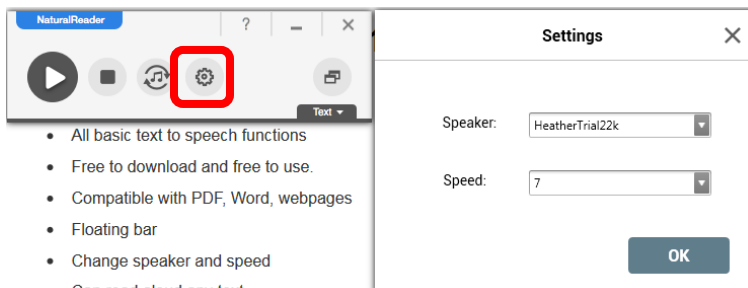 NaturalReader
?
Text
• All basic text to speech functions
• Free to download and free to use.
• Compatible with PDF, Word, webpages
• Floating bar
• Change speaker and speed
Settings
Speaker: HeatherTrial22k
Speed: 7
OK